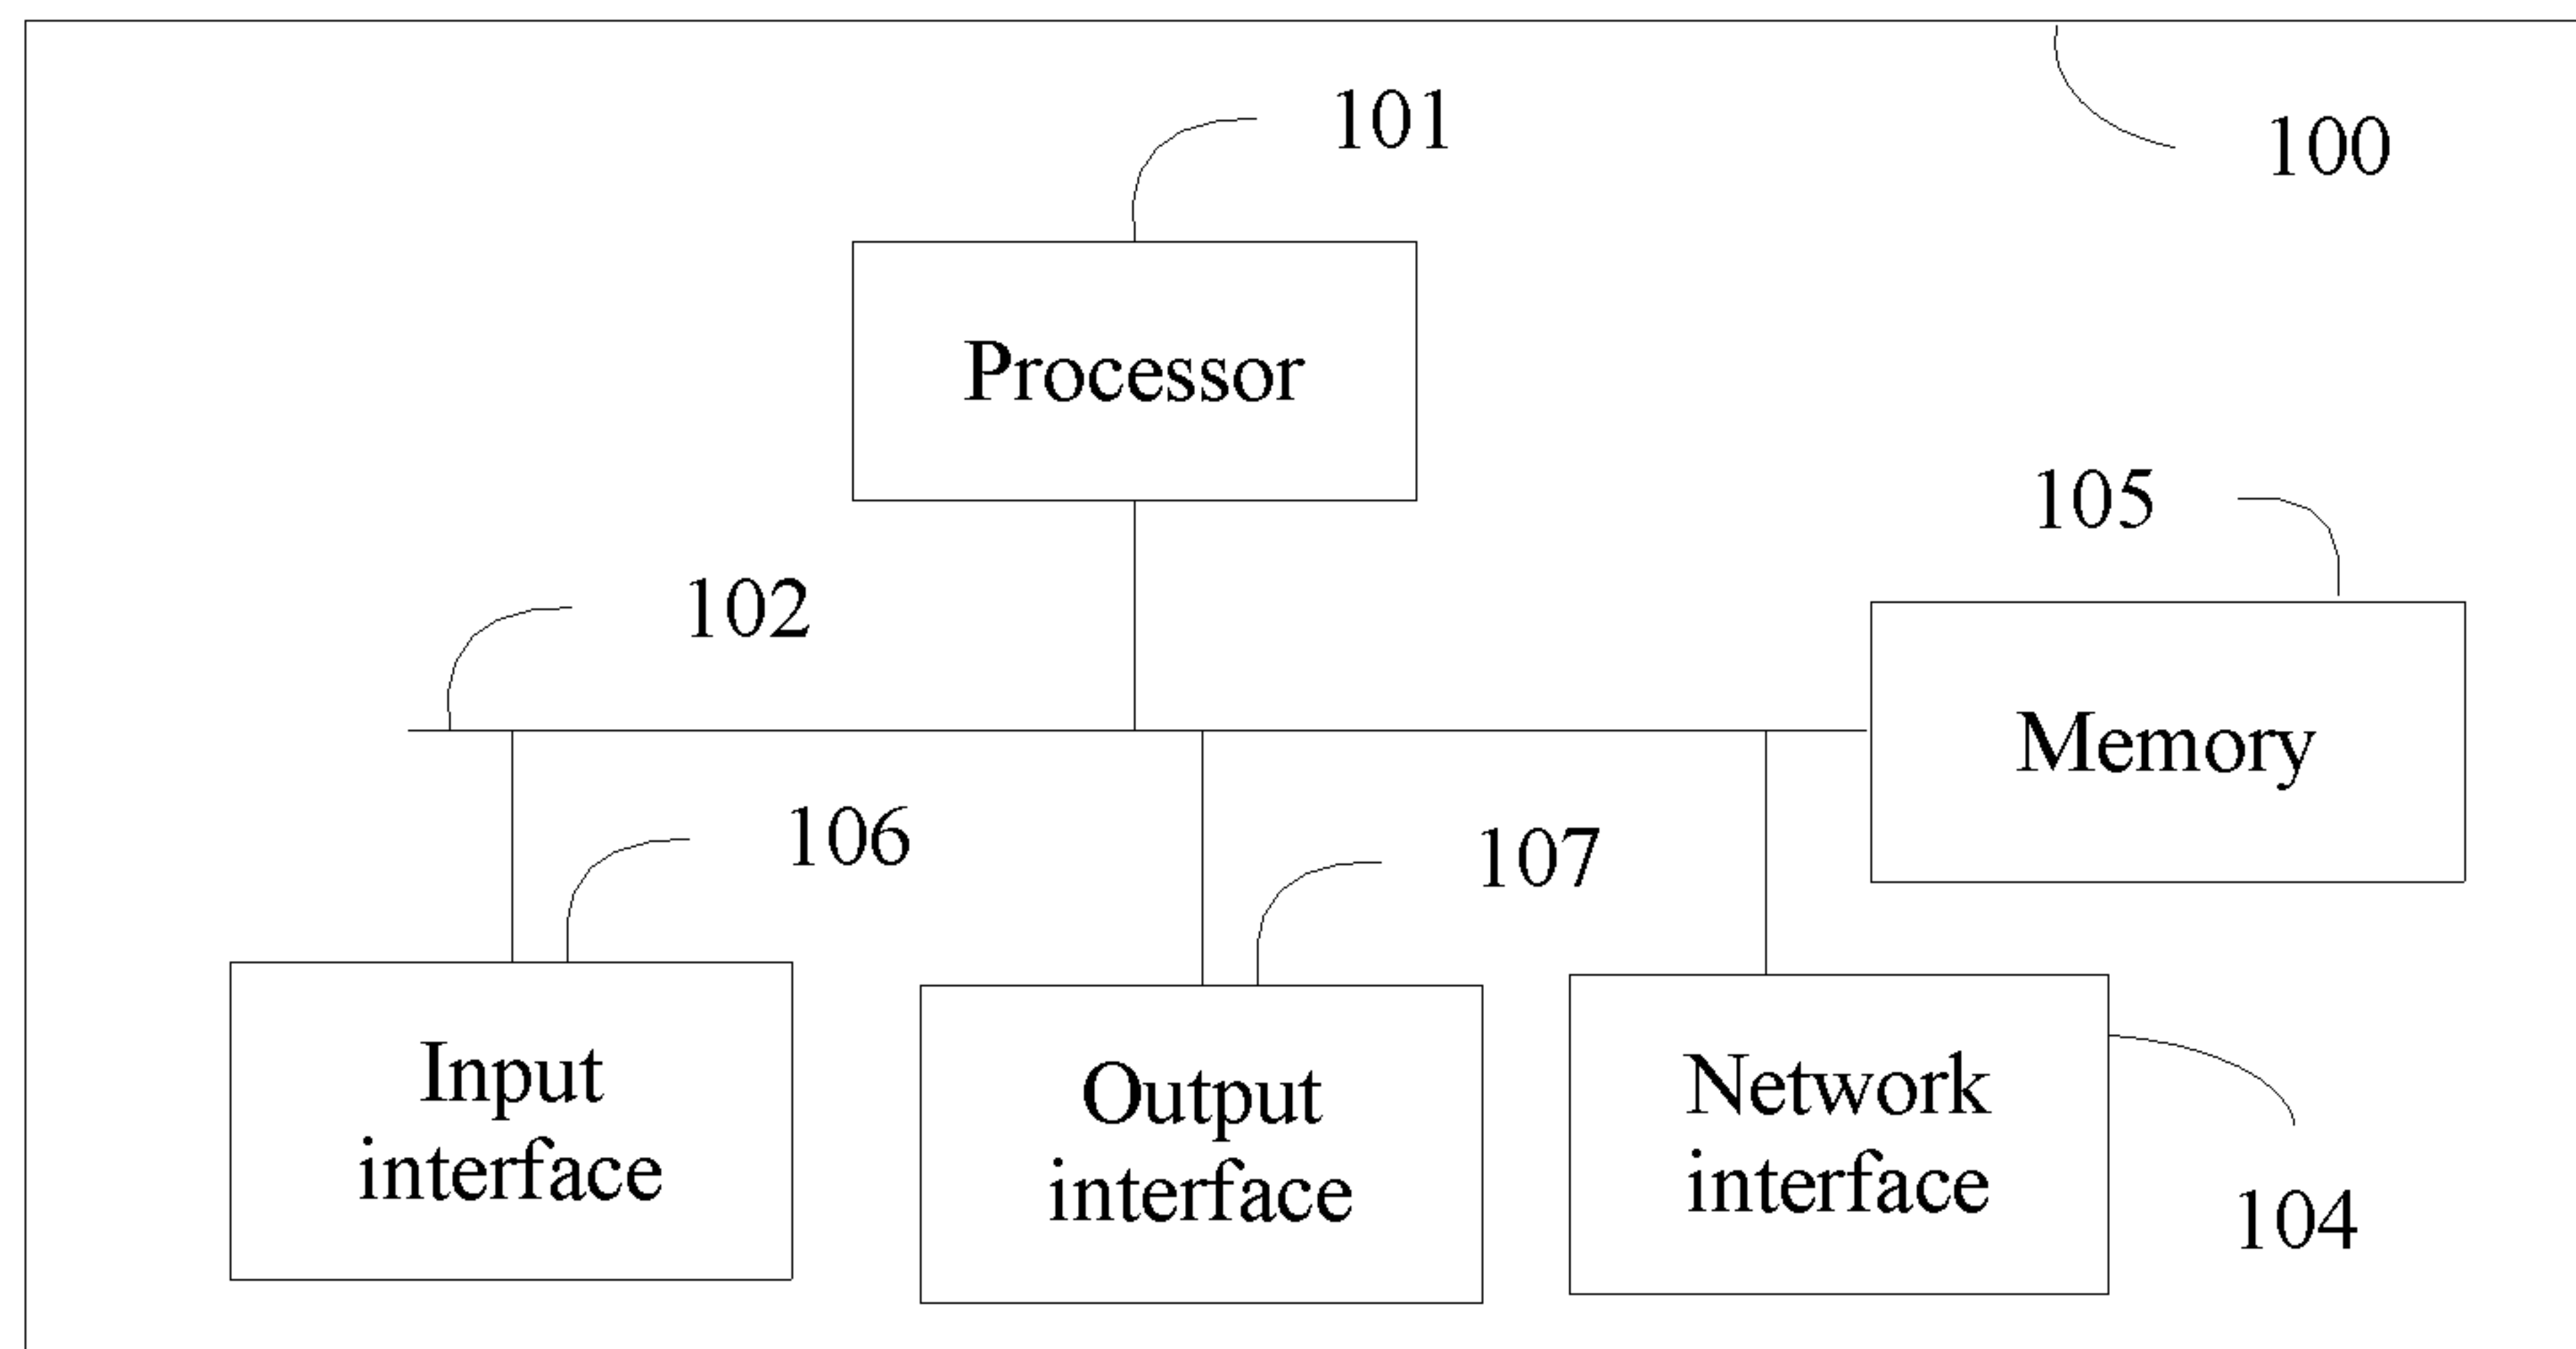 101
100
Processor
105
102
Memory
106
107
Input
interface
Output
interface
Network
interface
104